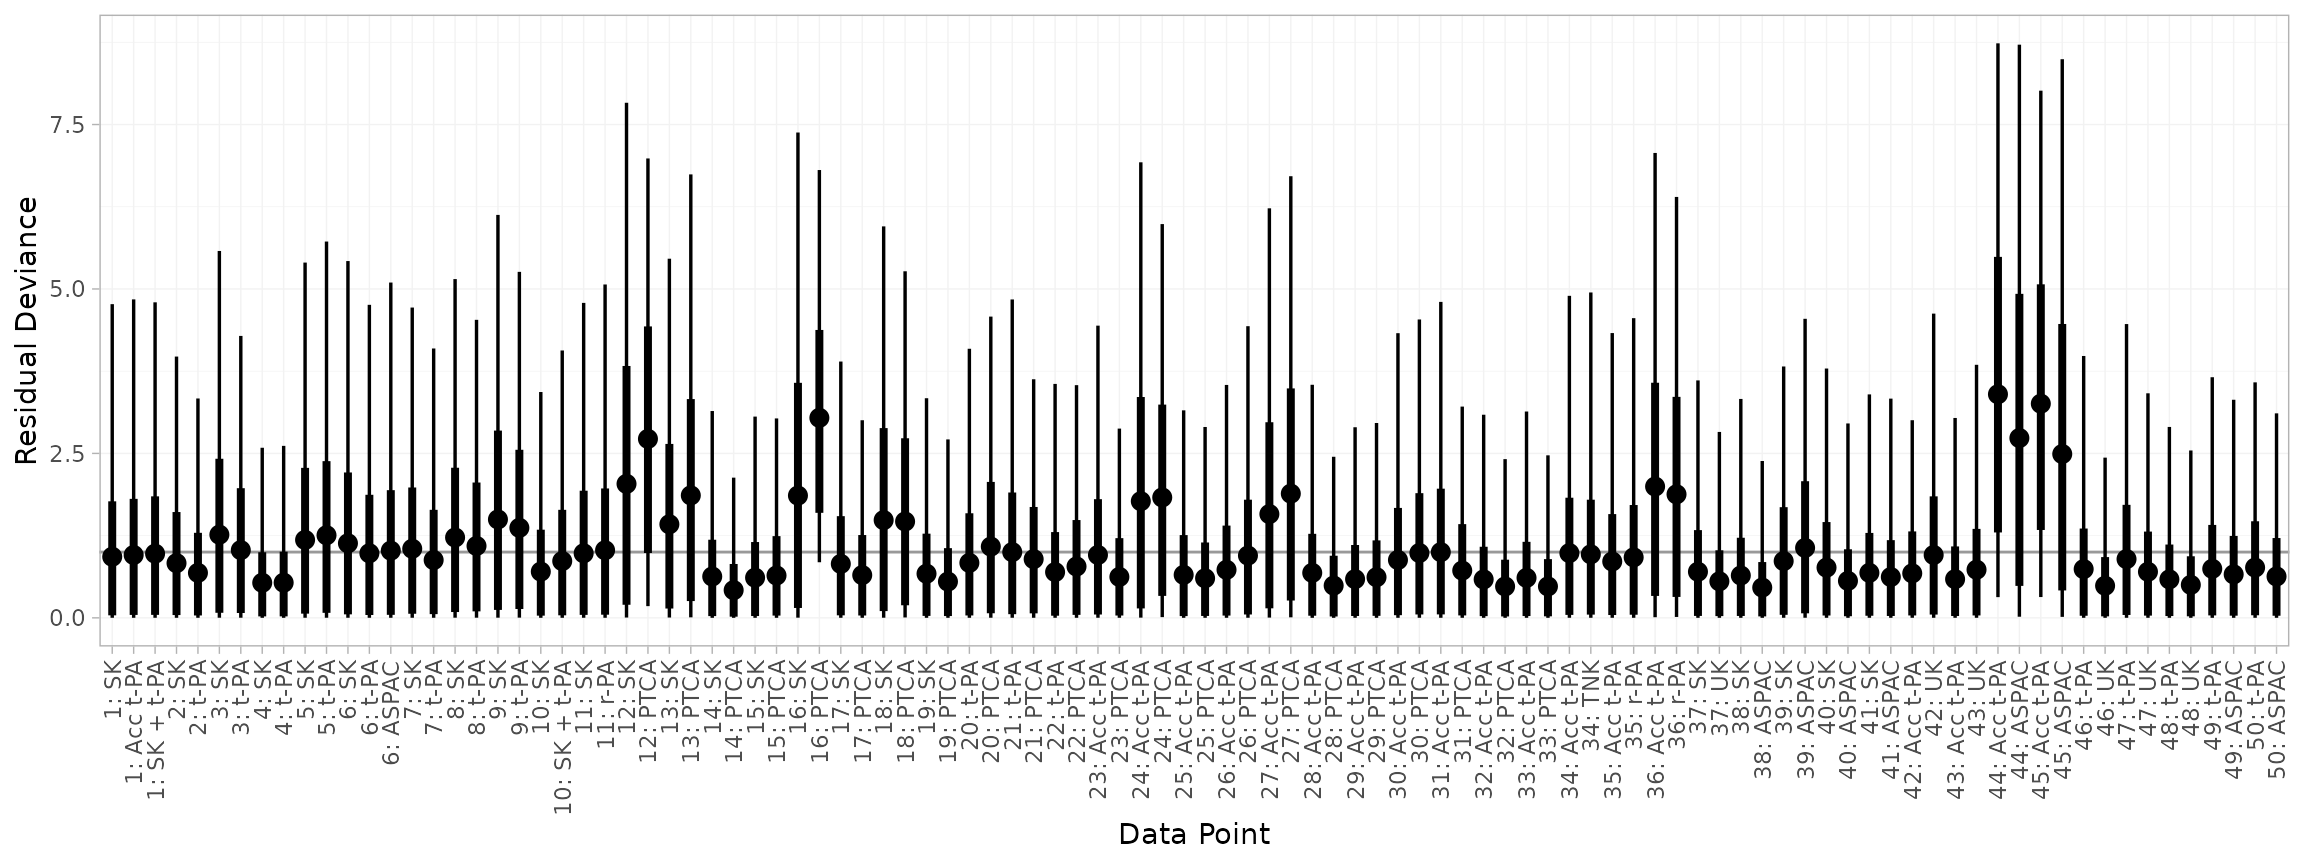 Residual Deviance
7.5
5.0
2.5
0.0
1: SK
1: Acc t-PA
1: SK + t-PA
2: SK
2: t-PA
3: SK
3: t-PA
4: SK
4: t-PA
5: SK
5: t-PA
6: SK
6: t-PA
6: ASPAC
7: SK
7: t-PA
8: SK
8: t-PA
9: SK
9: t-PA
10: SK
10: SK + t-PA
11: SK
11: r-PA
12: SK
12: PTCA
13: SK
13: PTCA
14: SK
14: PTCA
15: SK
15: PTCA
16: SK
16: PTCA
17: SK
17: PTCA
18: SK
18: PTCA
19: SK
19: PTCA
20: t-PA
20: PTCA
21: t-PA
21: PTCA
22: t-PA
22: PTCA
23: Acc t-PA
23: PTCA
24: Acc t-PA
24: PTCA
25: Acc t-PA
25: PTCA
26: Acc t-PA
26: PTCA
27: Acc t-PA
27: PTCA
28: Acc t-PA
28: PTCA
29: Acc t-PA
29: PTCA
30: Acc t-PA
30: PTCA
31: Acc t-PA
31: PTCA
32: Acc t-PA
32: PTCA
33: Acc t-PA
33: PTCA
34: Acc t-PA
34: TNK
35: Acc t-PA
35: r-PA
36: Acc t-PA
36: r-PA
37: SK
37: UK
38: SK
38: ASPAC
39: SK
39: ASPAC
40: SK
40: ASPAC
41: SK
41: ASPAC
42: Acc t-PA
42: UK
43: Acc t-PA
43: UK
44: Acc t-PA
44: ASPAC
45: Acc t-PA
45: ASPAC
46: t-PA
46: UK
47: t-PA
47: UK
48: t-PA
48: UK
49: t-PA
49: ASPAC
50: t-PA
50: ASPAC
Data Point